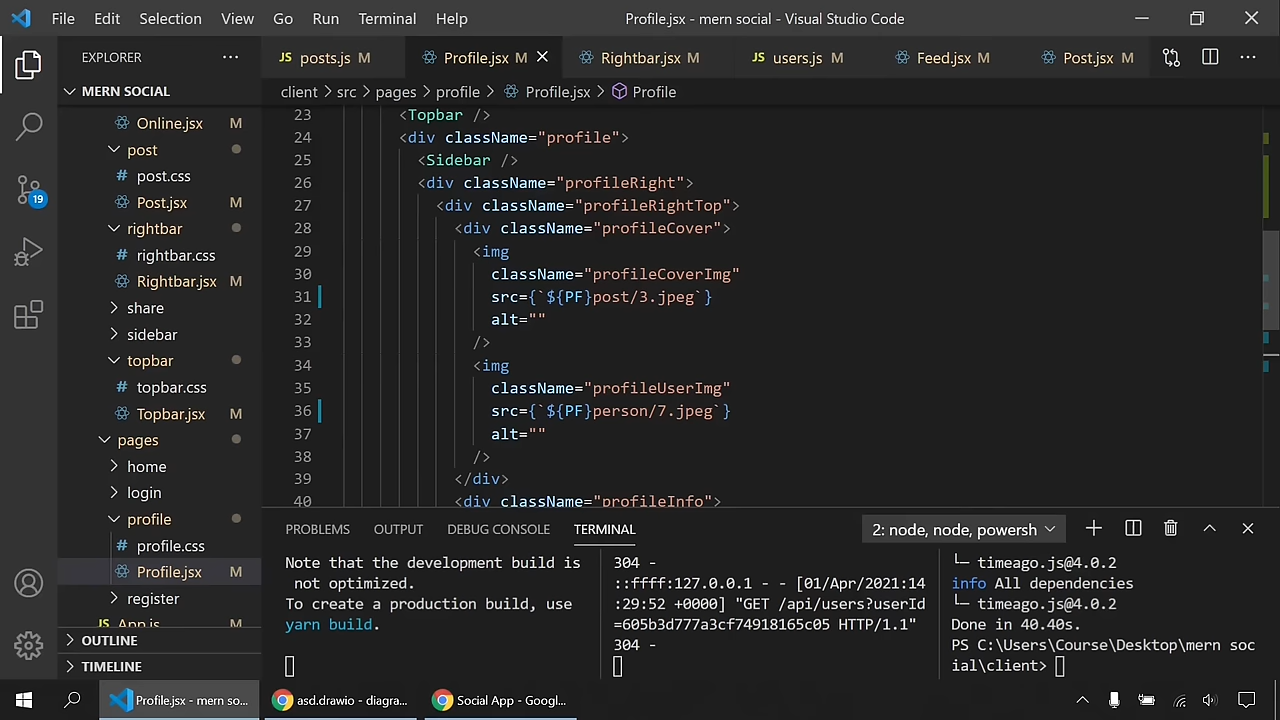 File Edit Selection View Go Run Terminal Help Profile.jsx - mern social - Visual Studio Code
EXPLORER
MERN SOCIAL
Online.jsx M
post
# post.css
Post.jsx M
rightbar
# rightbar.css
Rightbar.jsx M
share
sidebar
topbar
# topbar.css
Topbar.jsx M
pages
home
login
profile
# profile.css
Profile.jsx M
register
JS App.js M
OUTLINE
TIMELINE
19
JS posts.js M Profile.jsx M Rightbar.jsx M JS users.js M Feed.jsx M Post.jsx M
client > src > pages > profile > Profile.jsx > Profile
23 <Topbar />
24 <div className="profile">
25 <Sidebar />
26 <div className="profileRight">
27 <div className="profileRightTop">
28 <div className="profileCover">
29 <img
30 className="profileCoverImg"
31 src={`${PF}post/3.jpeg`}
32 alt=""
33 />
34 <img
35 className="profileUserImg"
36 src={`${PF}person/7.jpeg`}
37 alt=""
38 />
39 </div>
40 <div className="profileInfo">
PROBLEMS OUTPUT DEBUG CONSOLE TERMINAL 2: node, node, powersh
Note that the development build is
not optimized.
To create a production build, use
yarn build.
304 -
::ffff:127.0.0.1 - - [01/Apr/2021:14
:29:52 +0000] "GET /api/users?userId
=605b3d777a3cf74918165c05 HTTP/1.1"
304 -
└─ timeago.js@4.0.2
info All dependencies
└─ timeago.js@4.0.2
Done in 40.40s.
PS C:\Users\Course\Desktop\mern soc
ial\client>
Profile.jsx - mern so... asd.drawio - diagra... Social App - Googl...